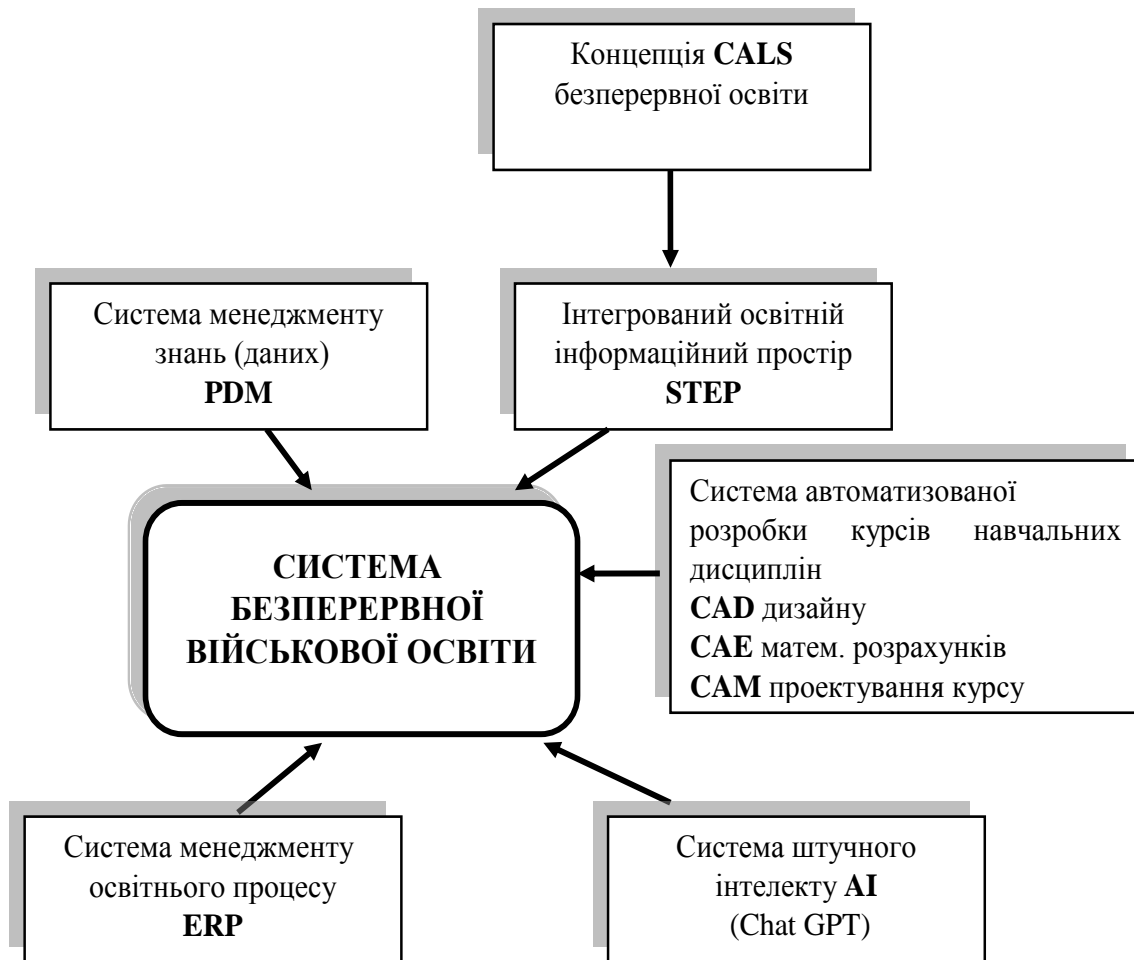 Концепція CALS
безперервної освіти
Система менеджменту
знань (даних)
PDM
Інтегрований освітній
інформаційний простір
STEP
СИСТЕМА
БЕЗПЕРЕРВНОЇ
ВІЙСЬКОВОЇ ОСВІТИ
Система автоматизованої
розробки курсів навчальних
дисциплін
CAD дизайну
CAE матем. розрахунків
CAM проектування курсу
Система менеджменту
освітнього процесу
ERP
Система штучного
інтелекту AI
(Chat GPT)